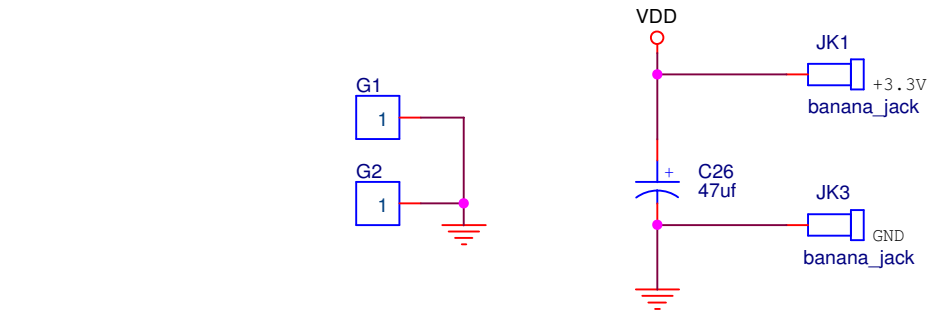 VDD
JK1
+3.3V
banana_jack
G1
1
G2
1
+
C26
47uf
JK3
GND
banana_jack